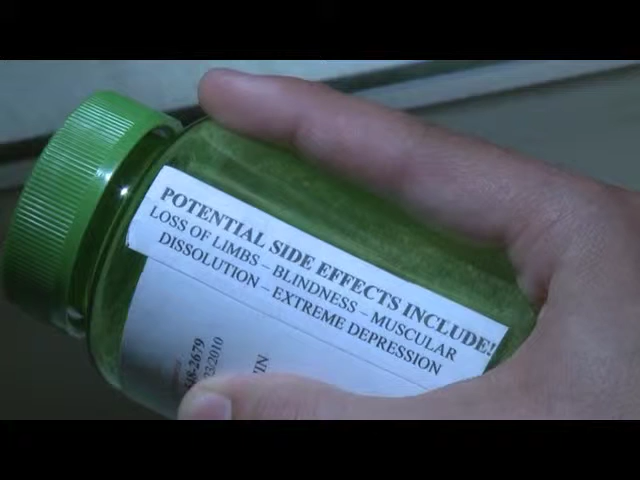 POTENTIAL SIDE EFFECTS INCLUDE!
LOSS OF LIMBS – BLINDNESS – MUSCULAR
DISSOLUTION – EXTREME DEPRESSION